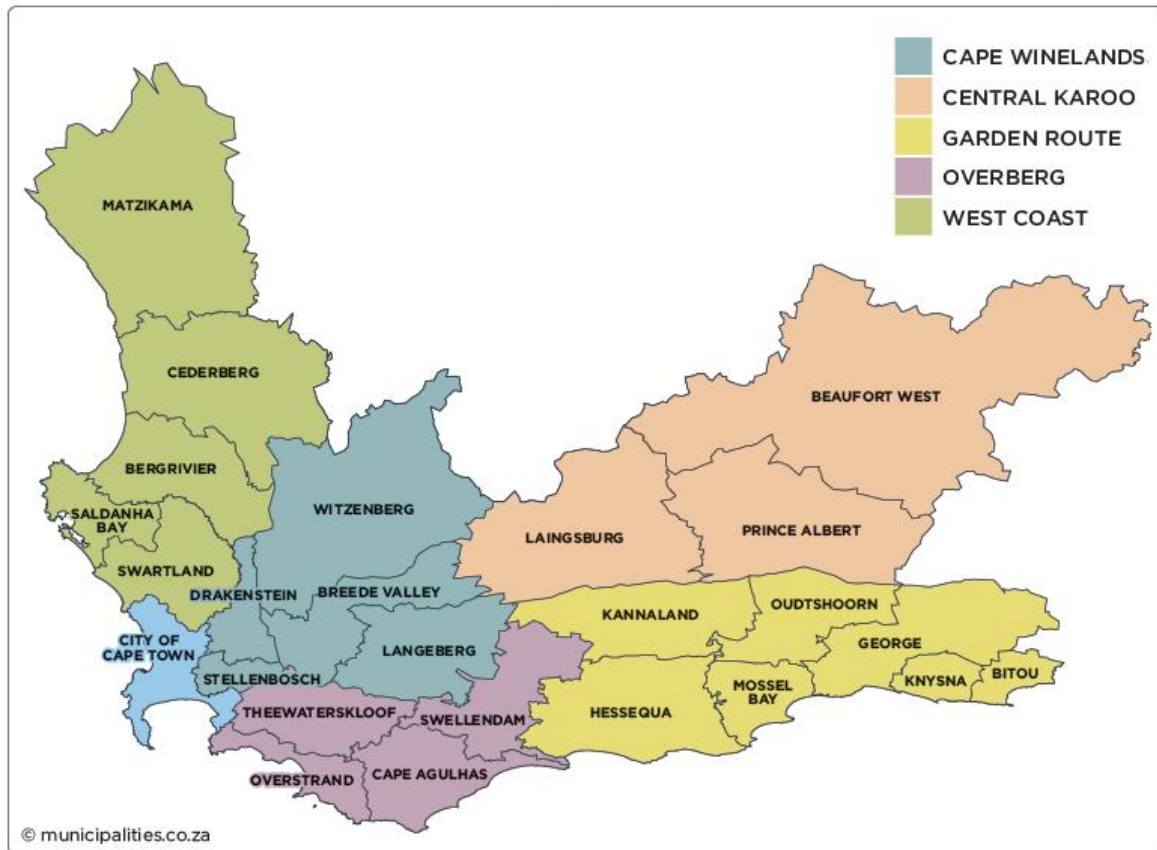 CAPE WINELANDS
CENTRAL KAROO
GARDEN ROUTE
OVERBERG
WEST COAST
MATZIKAMA
CEDERBERG
BEAUFORT WEST
BERGRIVIER
SALDANHA
BAY
WITZENBERG
LAINGSBURG
PRINCE ALBERT
SWARTLAND
DRAKENSTEIN
BREEDE VALLEY
KANNALAND
OUDTSHOORN
CITY OF
CAPE TOWN
LANGEBERG
GEORGE
STELLENBOSCH
KNYSNA
BITOU
MOSSEL
BAY
THEEWATERSKLOOF
SWELLENDAM
HESSEQUA
OVERSTRAND
CAPE AGULHAS
© municipalities.co.za